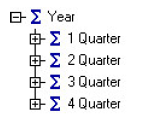 Σ Year
Σ 1 Quarter
Σ 2 Quarter
Σ 3 Quarter
Σ 4 Quarter